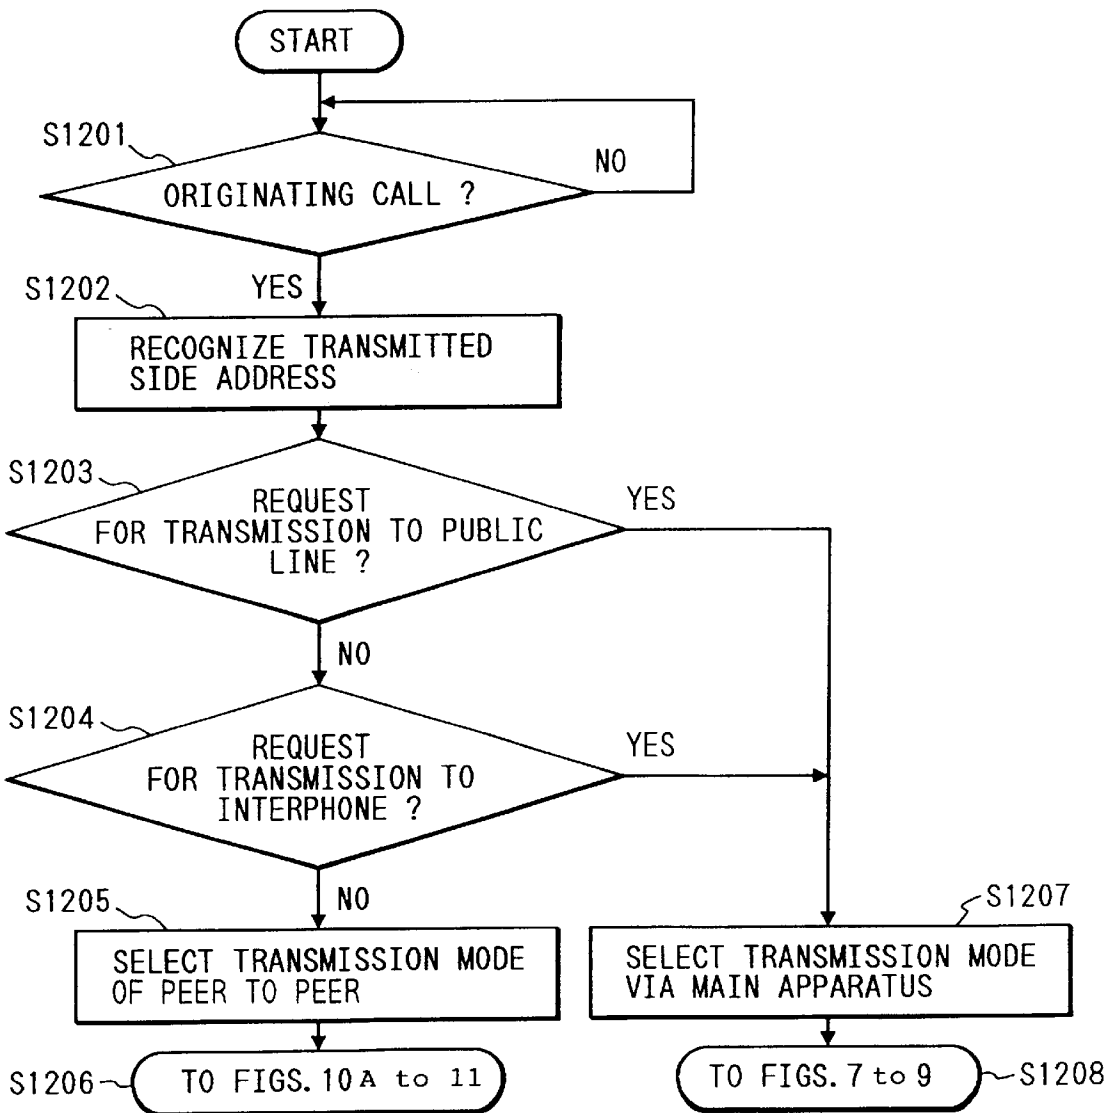 START
S1201
NO
ORIGINATING CALL ?
S1202
YES
RECOGNIZE TRANSMITTED
SIDE ADDRESS
S1203
YES
REQUEST
FOR TRANSMISSION TO PUBLIC
LINE ?
NO
S1204
YES
REQUEST
FOR TRANSMISSION TO
INTERPHONE ?
NO
S1205
S1207
SELECT TRANSMISSION MODE
OF PEER TO PEER
SELECT TRANSMISSION MODE
VIA MAIN APPARATUS
S1206
TO FIGS. 10A to 11
TO FIGS. 7 to 9
S1208